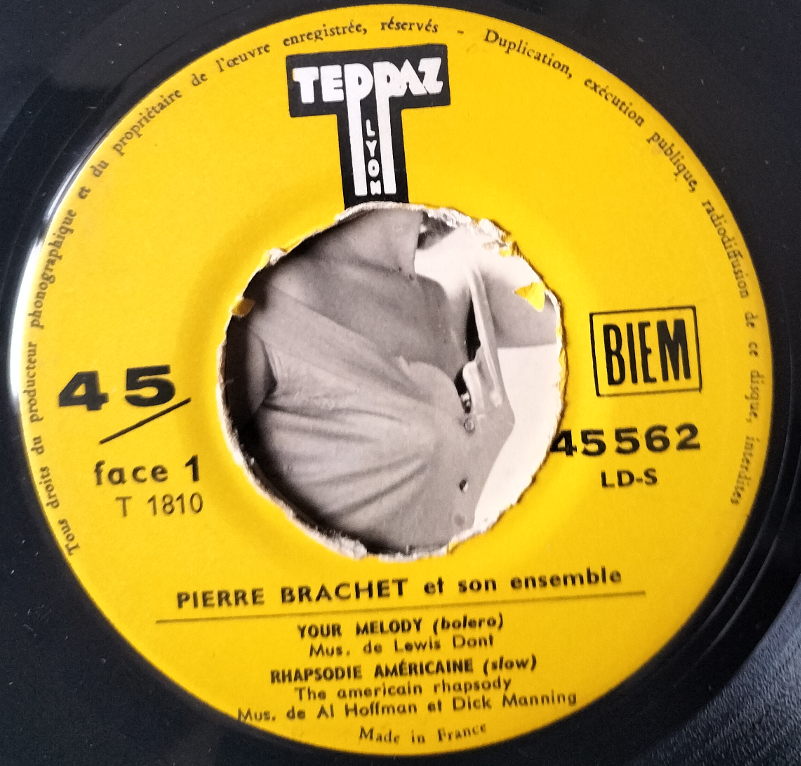 Tous droits du producteur phonographique et du propriétaire de l'œuvre enregistrée, réservés - Duplication, exécution publique, radiodiffusion de ce disque, interdites
TEPPAZ
LYON
BIEM
45
45562
face 1
LD-S
T 1810
PIERRE BRACHET et son ensemble
YOUR MELODY (bolero)
Mus. de Lewis Dont
RHAPSODIE AMÉRICAINE (slow)
The americain rhapsody
Mus. de Al Hoffman et Dick Manning
Made in France